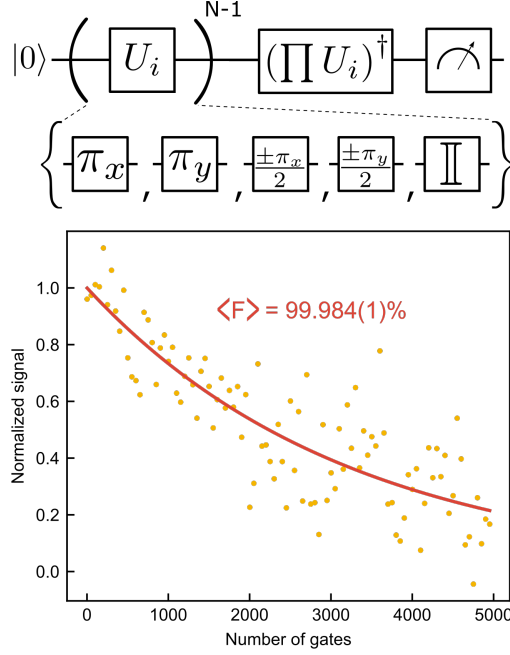 N-1
|0⟩ ( U_i ) (∏ U_i)†
{ π_x , π_y , ±π_x/2 , ±π_y/2 , 𝕀 }
<F> = 99.984(1)%
Normalized signal
1.0
0.8
0.6
0.4
0.2
0.0
0 1000 2000 3000 4000 5000
Number of gates